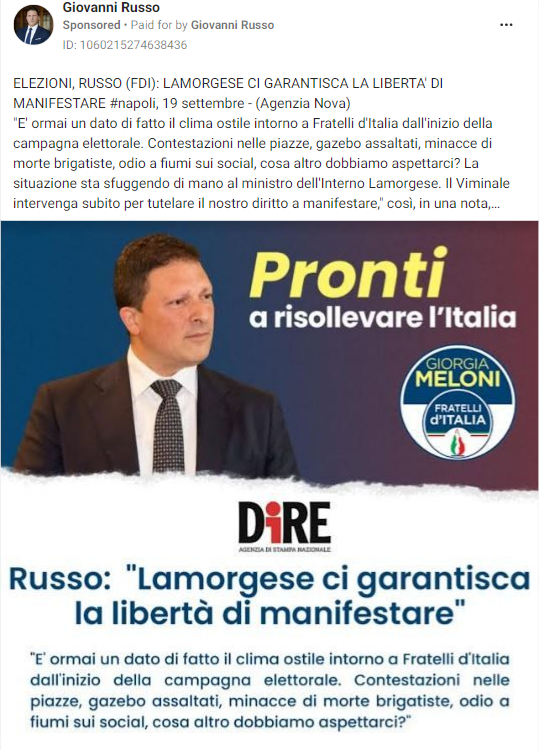 Giovanni Russo
Sponsored • Paid for by Giovanni Russo
ID: 1060215274638436
ELEZIONI, RUSSO (FDI): LAMORGESE CI GARANTISCA LA LIBERTA' DI
MANIFESTARE #napoli, 19 settembre - (Agenzia Nova)
"E' ormai un dato di fatto il clima ostile intorno a Fratelli d'Italia dall'inizio della
campagna elettorale. Contestazioni nelle piazze, gazebo assaltati, minacce di
morte brigatiste, odio a fiumi sui social, cosa altro dobbiamo aspettarci? La
situazione sta sfuggendo di mano al ministro dell'Interno Lamorgese. Il Viminale
intervenga subito per tutelare il nostro diritto a manifestare," così, in una nota,...
Pronti
a risollevare l'Italia
GIORGIA
MELONI
FRATELLI
d'ITALIA
DiRE
AGENZIA DI STAMPA NAZIONALE
Russo: "Lamorgese ci garantisca
la libertà di manifestare"
"E' ormai un dato di fatto il clima ostile intorno a Fratelli d'Italia
dall'inizio della campagna elettorale. Contestazioni nelle
piazze, gazebo assaltati, minacce di morte brigatiste, odio a
fiumi sui social, cosa altro dobbiamo aspettarci?"